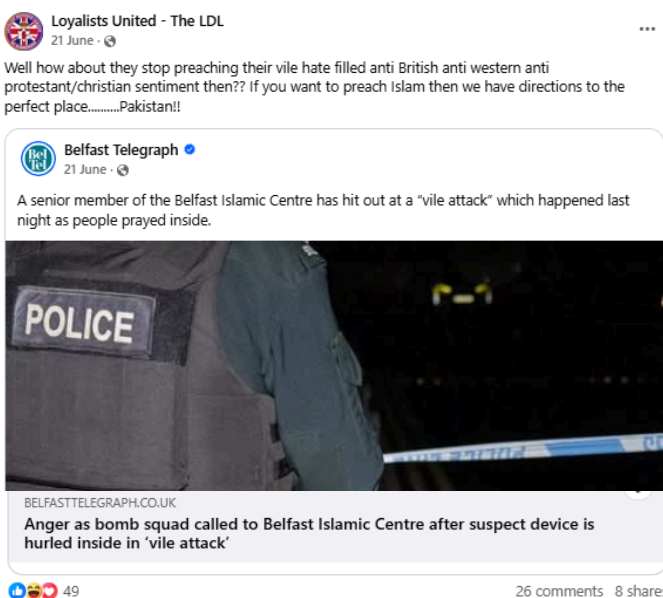 Loyalists United - The LDL
21 June ·
Well how about they stop preaching their vile hate filled anti British anti western anti
protestant/christian sentiment then?? If you want to preach Islam then we have directions to the
perfect place..........Pakistan!!
Bel
Tel
Belfast Telegraph
21 June ·
A senior member of the Belfast Islamic Centre has hit out at a “vile attack” which happened last
night as people prayed inside.
POLICE
BELFASTTELEGRAPH.CO.UK
Anger as bomb squad called to Belfast Islamic Centre after suspect device is
hurled inside in ‘vile attack’
49
26 comments 8 shares